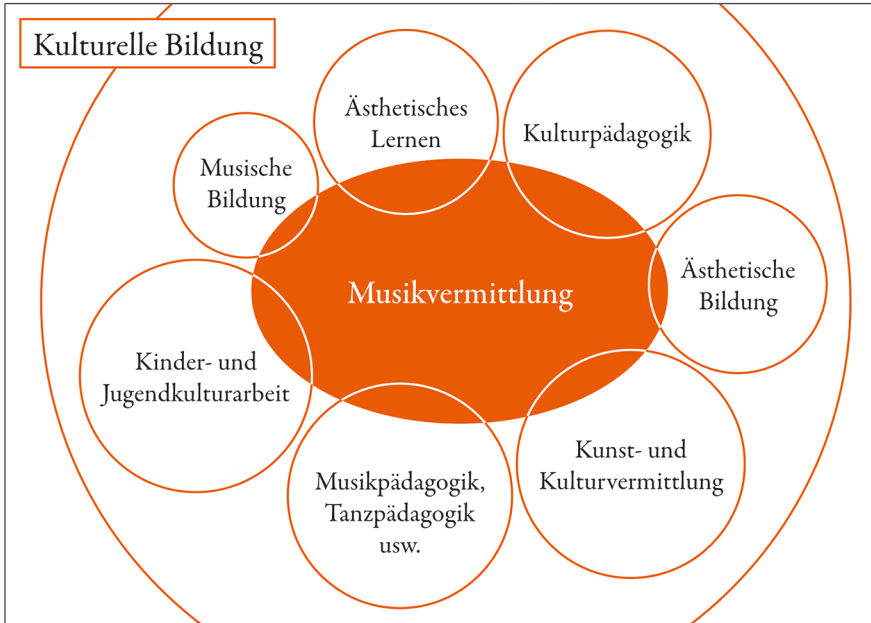 Kulturelle Bildung
Ästhetisches
Lernen
Kulturpädagogik
Musische
Bildung
Ästhetische
Bildung
Musikvermittlung
Kinder- und
Jugendkulturarbeit
Kunst- und
Kulturvermittlung
Musikpädagogik,
Tanzpädagogik
usw.